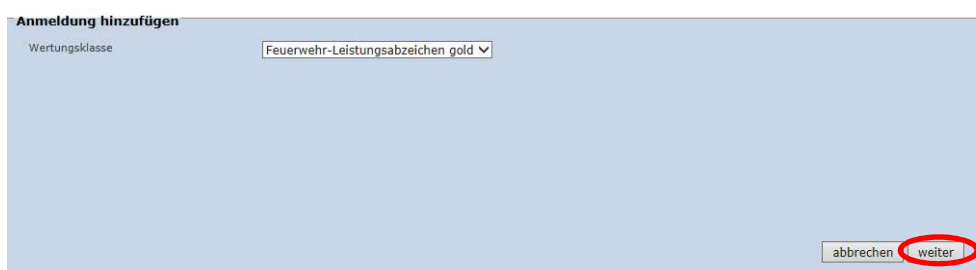 Anmeldung hinzufügen
Wertungsklasse Feuerwehr-Leistungsabzeichen gold
abbrechen weiter